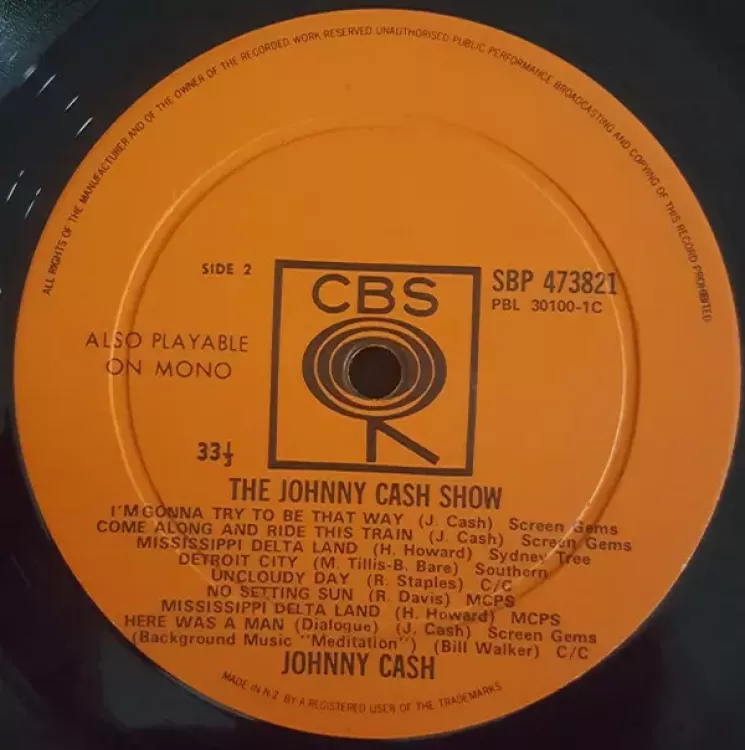 ALL RIGHTS OF THE MANUFACTURER AND OF THE OWNER OF THE RECORDED WORK RESERVED UNAUTHORISED PUBLIC PERFORMANCE BROADCASTING AND COPYING OF THIS RECORD PROHIBITED
SIDE 2
CBS
SBP 473821
PBL 30100-1C
ALSO PLAYABLE
ON MONO
33⅓
THE JOHNNY CASH SHOW
I'M GONNA TRY TO BE THAT WAY (J. Cash) Screen Gems
COME ALONG AND RIDE THIS TRAIN (J. Cash) Screen Gems
MISSISSIPPI DELTA LAND (H. Howard) Sydney Tree
DETROIT CITY (M. Tillis-B. Bare) Southern
UNCLOUDY DAY (R. Staples) C/C
NO SETTING SUN (R. Davis) MCPS
MISSISSIPPI DELTA LAND (H. Howard) MCPS
HERE WAS A MAN (Dialogue) (J. Cash) Screen Gems
(Background Music "Meditation") (Bill Walker) C/C
JOHNNY CASH
MADE IN N.Z. BY A REGISTERED USER OF THE TRADEMARKS